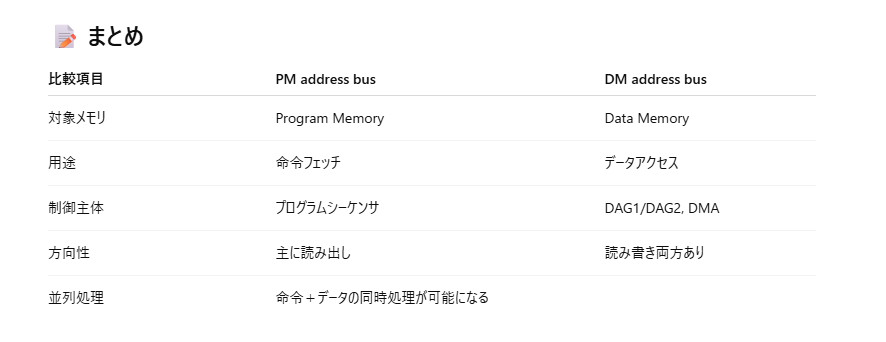 📝 まとめ
比較項目 PM address bus DM address bus
対象メモリ Program Memory Data Memory
用途 命令フェッチ データアクセス
制御主体 プログラムシーケンサ DAG1/DAG2, DMA
方向性 主に読み出し 読み書き両方あり
並列処理 命令＋データの同時処理が可能になる